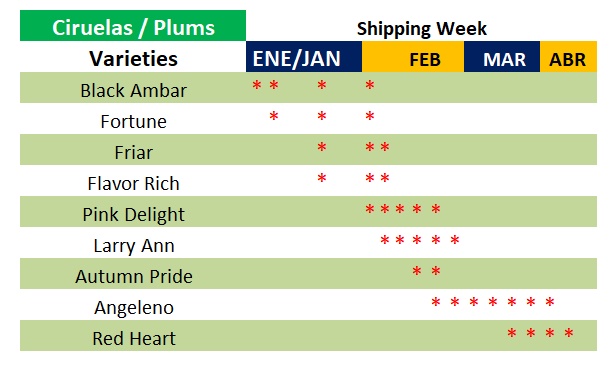 Ciruelas / Plums Shipping Week
Varieties ENE/JAN FEB MAR ABR
Black Ambar * * * *
Fortune * * *
Friar * * *
Flavor Rich * * *
Pink Delight * * * * *
Larry Ann * * * * *
Autumn Pride * *
Angeleno * * * * * * *
Red Heart * * * *